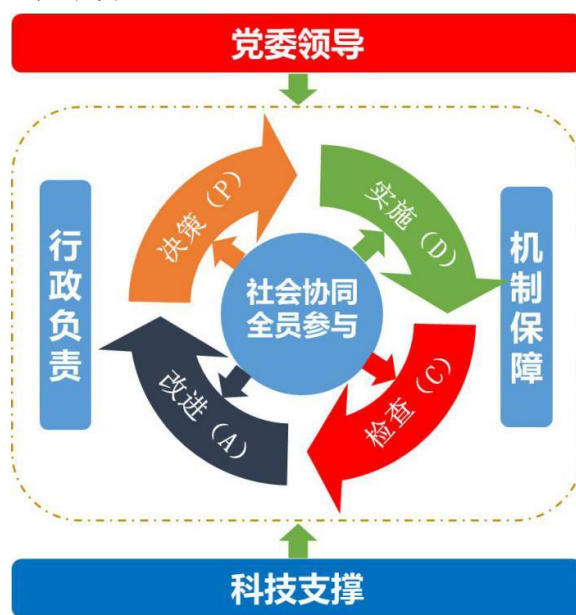 党委领导
决策（P）
实施（D）
行政负责
社会协同
全员参与
机制保障
改进（A）
检查（C）
科技支撑